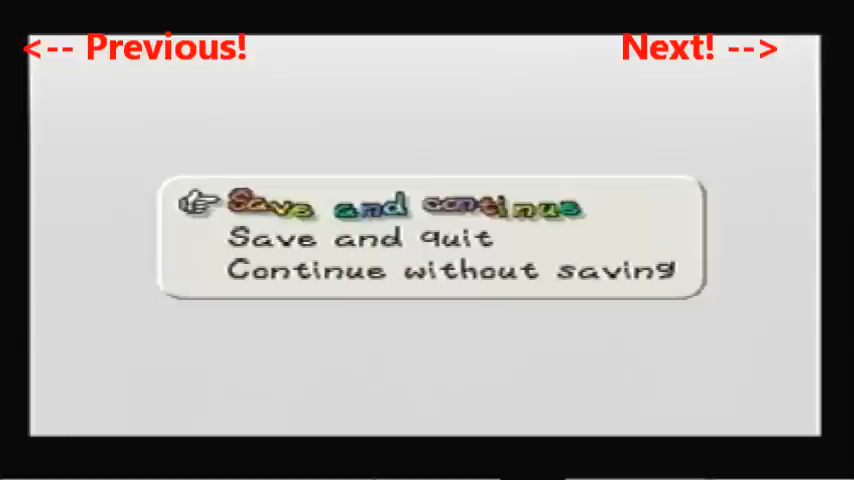 <-- Previous! Next! -->
Save and continue
Save and quit
Continue without saving